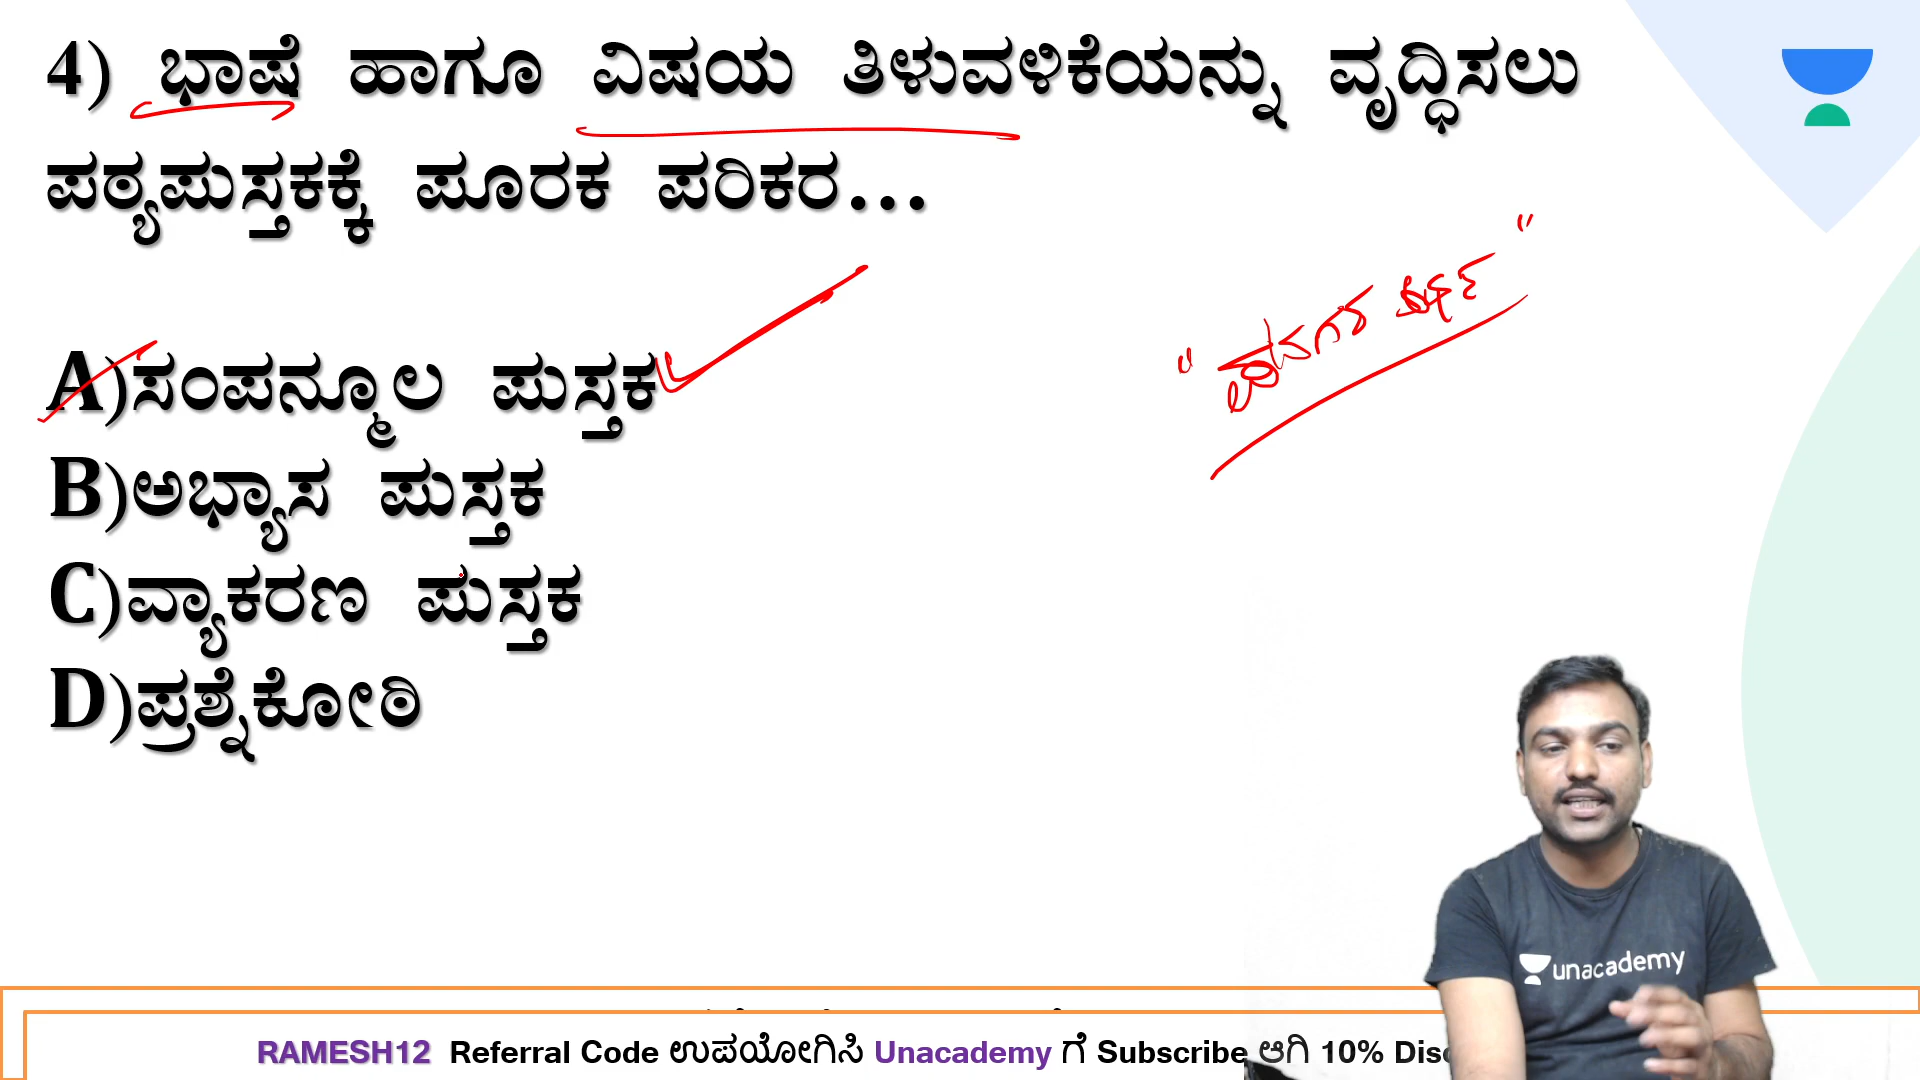 4) ಭಾಷೆ ಹಾಗೂ ವಿಷಯ ತಿಳುವಳಿಕೆಯನ್ನು ವೃದ್ಧಿಸಲು
ಪಠ್ಯಪುಸ್ತಕಕ್ಕೆ ಪೂರಕ ಪರಿಕರ...
A)ಸಂಪನ್ಮೂಲ ಪುಸ್ತಕ
B)ಅಭ್ಯಾಸ ಪುಸ್ತಕ
C)ವ್ಯಾಕರಣ ಪುಸ್ತಕ
D)ಪ್ರಶ್ನೆಕೋಠಿ
unacademy
RAMESH12 Referral Code ಉಪಯೋಗಿಸಿ Unacademy ಗೆ Subscribe ಆಗಿ 10%